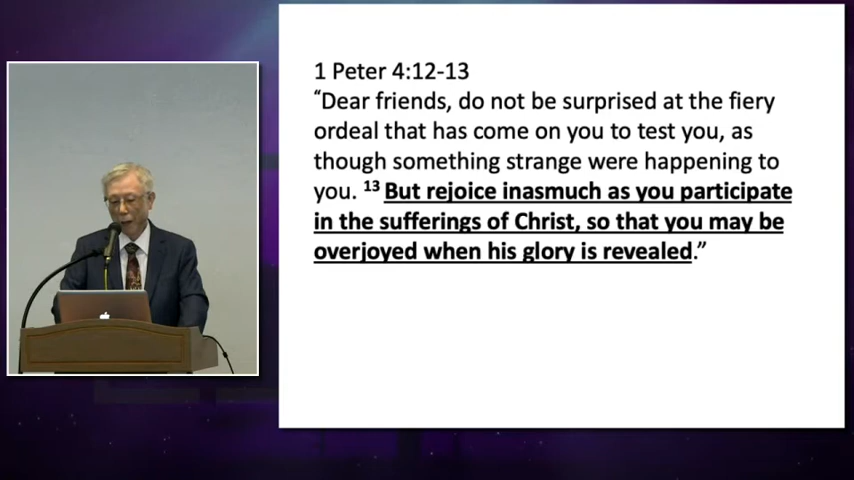 1 Peter 4:12-13
“Dear friends, do not be surprised at the fiery
ordeal that has come on you to test you, as
though something strange were happening to
you. ¹³ But rejoice inasmuch as you participate
in the sufferings of Christ, so that you may be
overjoyed when his glory is revealed.”